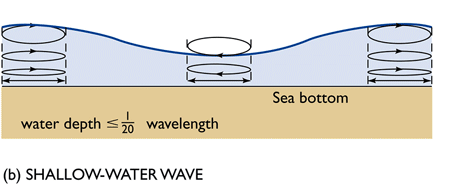 Sea bottom
water depth ≤ 1/20 wavelength
(b) SHALLOW-WATER WAVE